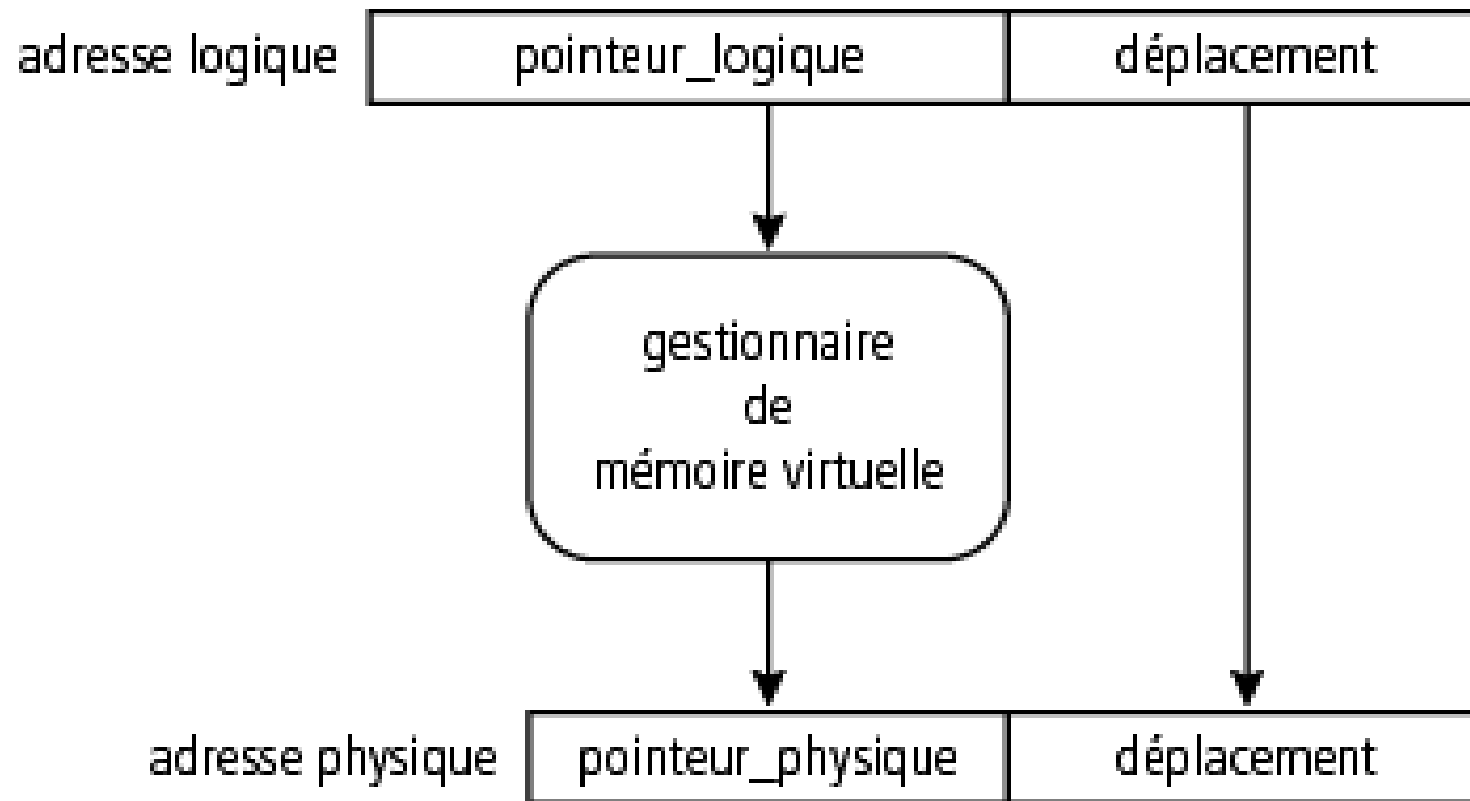 adresse logique pointeur_logique déplacement
gestionnaire
de
mémoire virtuelle
adresse physique pointeur_physique déplacement